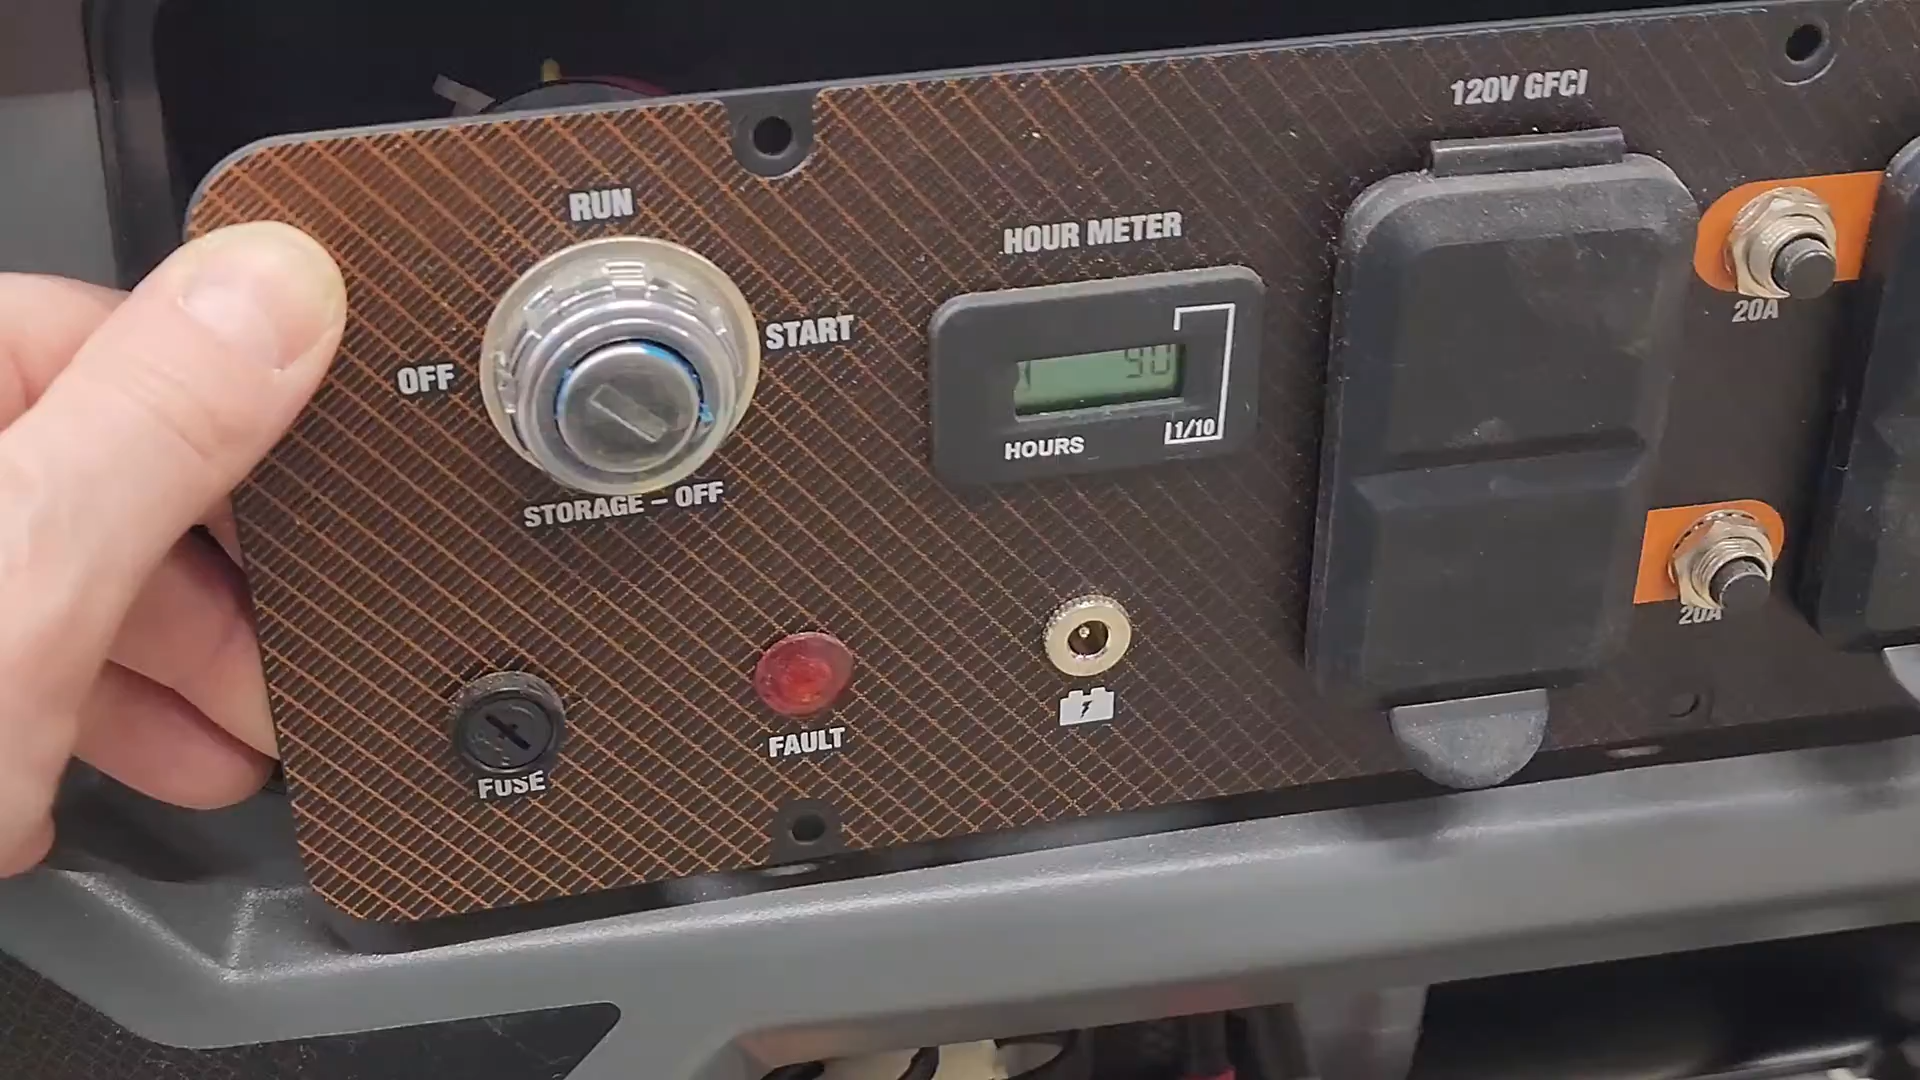 120V GFCI
RUN
HOUR METER
START
20A
OFF
HOURS
1/10
STORAGE – OFF
20A
FAULT
FUSE